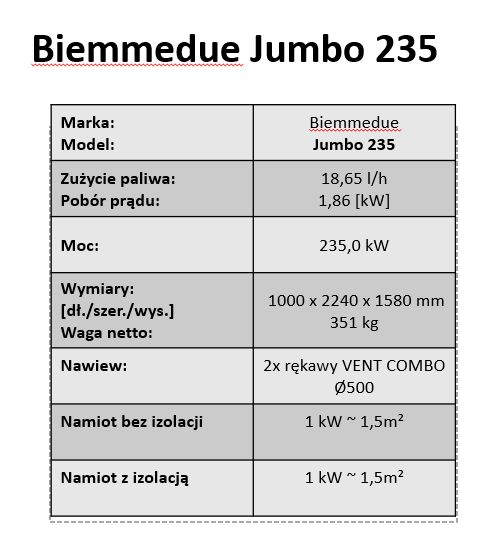 Biemmedue Jumbo 235
Marka: Biemmedue
Model: Jumbo 235
Zużycie paliwa: 18,65 l/h
Pobór prądu: 1,86 [kW]
Moc: 235,0 kW
Wymiary:
[dł./szer./wys.] 1000 x 2240 x 1580 mm
Waga netto: 351 kg
Nawiew: 2x rękawy VENT COMBO
Ø500
Namiot bez izolacji 1 kW ~ 1,5m²
Namiot z izolacją 1 kW ~ 1,5m²